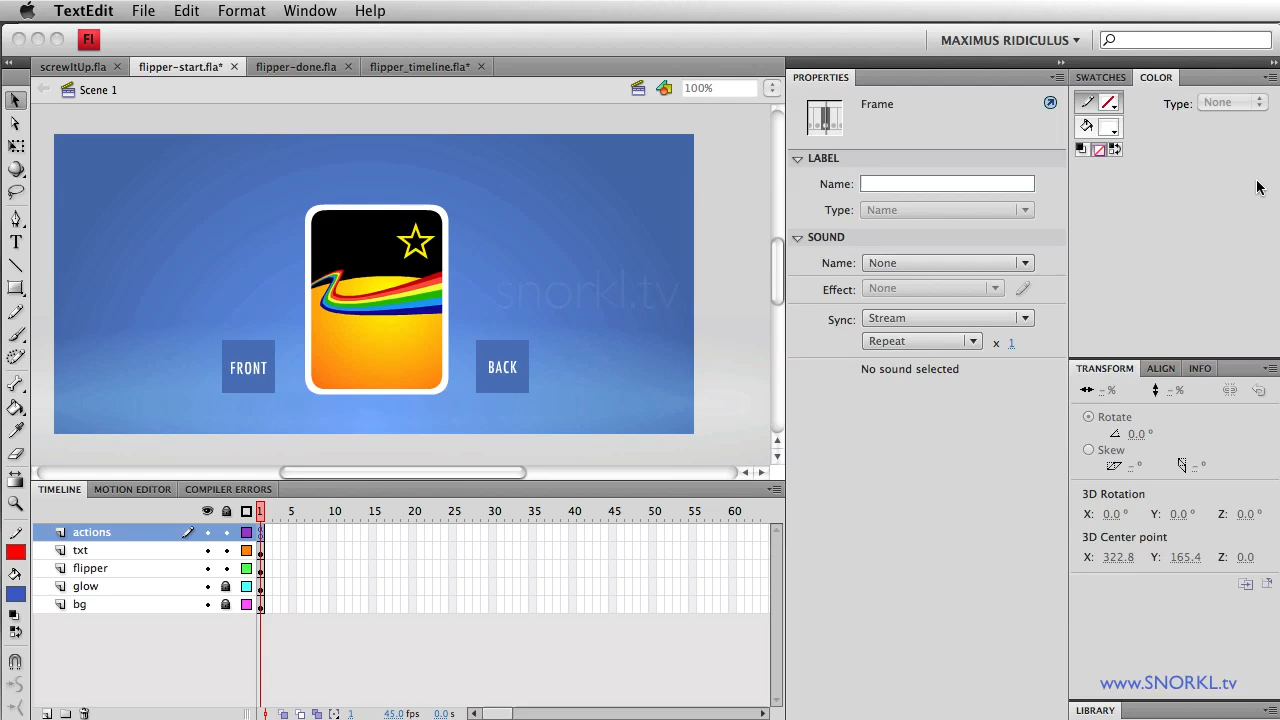 TextEdit File Edit Format Window Help
Fl MAXIMUS RIDICULUS
screwItUp.fla flipper-start.fla* flipper-done.fla flipper_timeline.fla*
Scene 1 100%
snorkl.tv
FRONT
BACK
PROPERTIES
Frame
LABEL
Name:
Type: Name
SOUND
Name: None
Effect: None
Sync: Stream
Repeat x 1
No sound selected
SWATCHES COLOR
Type: None
TRANSFORM ALIGN INFO
– % – %
Rotate
0.0 °
Skew
– ° – °
3D Rotation
X: 0.0 ° Y: 0.0 ° Z: 0.0 °
3D Center point
X: 322.8 Y: 165.4 Z: 0.0
www.SNORKL.tv
LIBRARY
TIMELINE MOTION EDITOR COMPILER ERRORS
1 5 10 15 20 25 30 35 40 45 50 55 60
actions
txt
flipper
glow
bg
1 45.0 fps 0.0 s
T